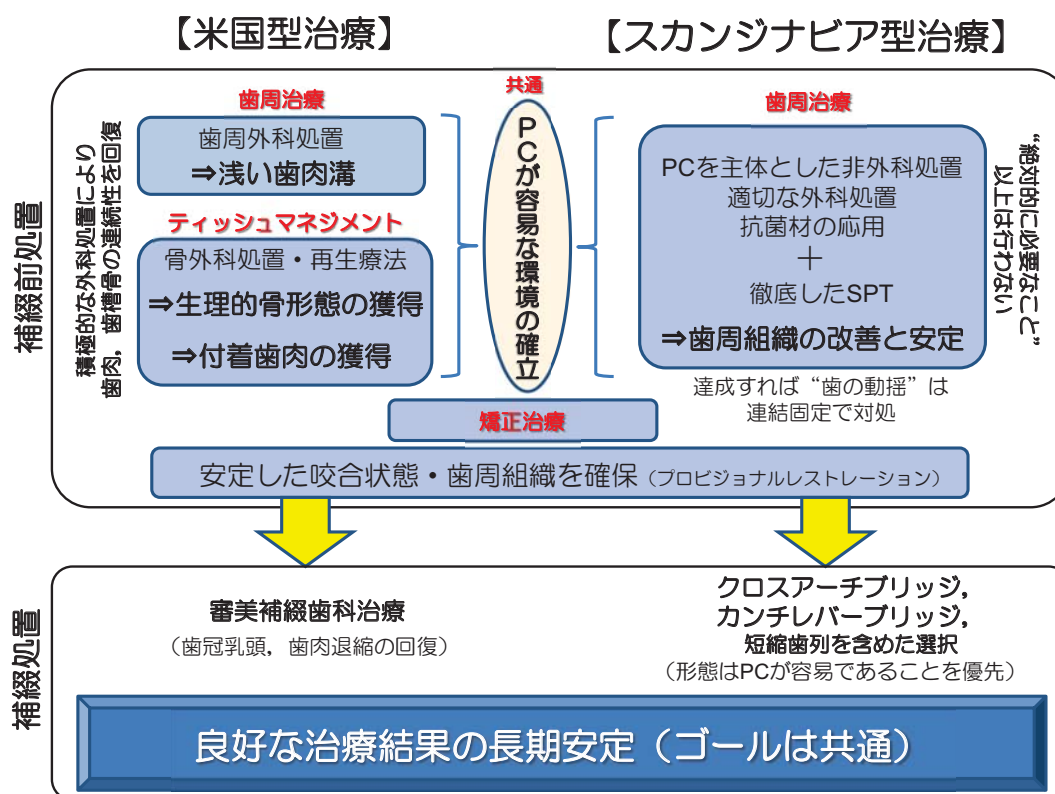 【米国型治療】
【スカンジナビア型治療】
補綴前処置
積極的な外科処置により
歯肉，歯槽骨の連続性を回復
歯周治療
歯周外科処置
⇒浅い歯肉溝
ティッシュマネジメント
骨外科処置・再生療法
⇒生理的骨形態の獲得
⇒付着歯肉の獲得
共通
PCが容易な環境の確立
歯周治療
PCを主体とした非外科処置
適切な外科処置
抗菌材の応用
＋
徹底したSPT
⇒歯周組織の改善と安定
達成すれば“歯の動揺”は
連結固定で対処
“絶対的に必要なこと”
以上は行わない
矯正治療
安定した咬合状態・歯周組織を確保（プロビジョナルレストレーション）
補綴処置
審美補綴歯科治療
（歯冠乳頭，歯肉退縮の回復）
クロスアーチブリッジ，
カンチレバーブリッジ，
短縮歯列を含めた選択
（形態はPCが容易であることを優先）
良好な治療結果の長期安定（ゴールは共通）